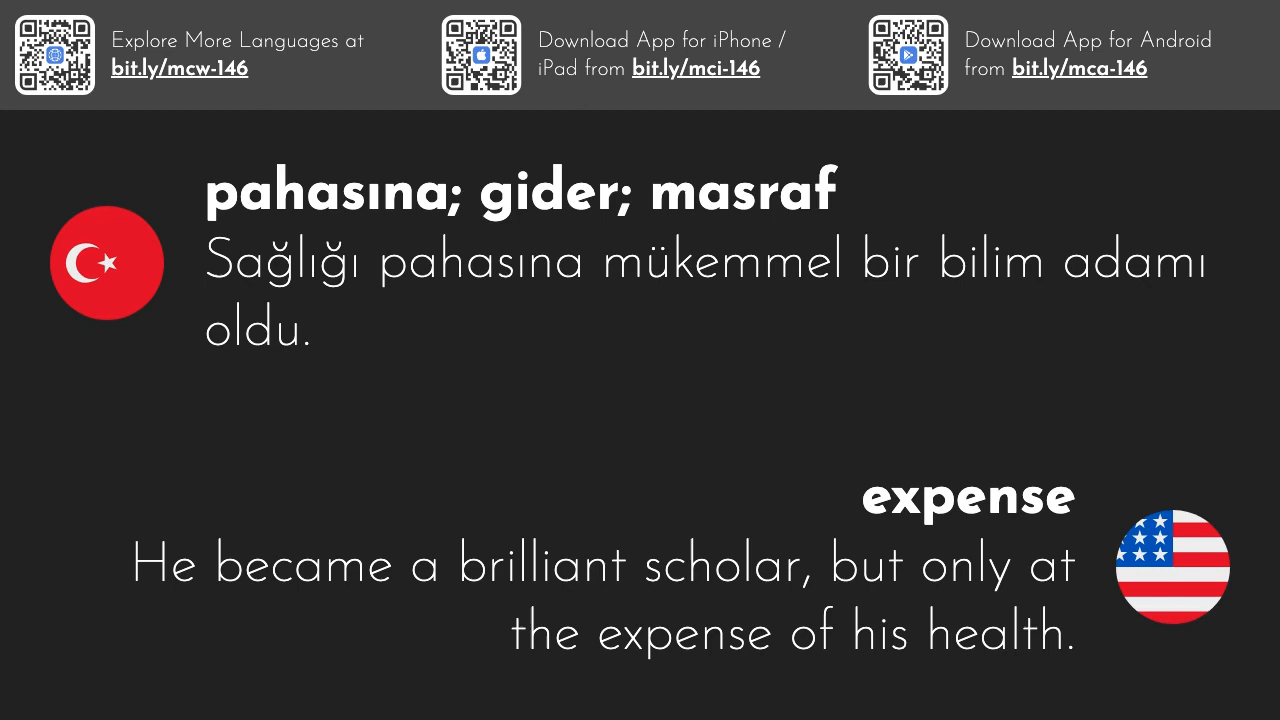 Explore More Languages at
bit.ly/mcw-146
Download App for iPhone /
iPad from bit.ly/mci-146
Download App for Android
from bit.ly/mca-146
pahasına; gider; masraf
Sağlığı pahasına mükemmel bir bilim adamı
oldu.
expense
He became a brilliant scholar, but only at
the expense of his health.